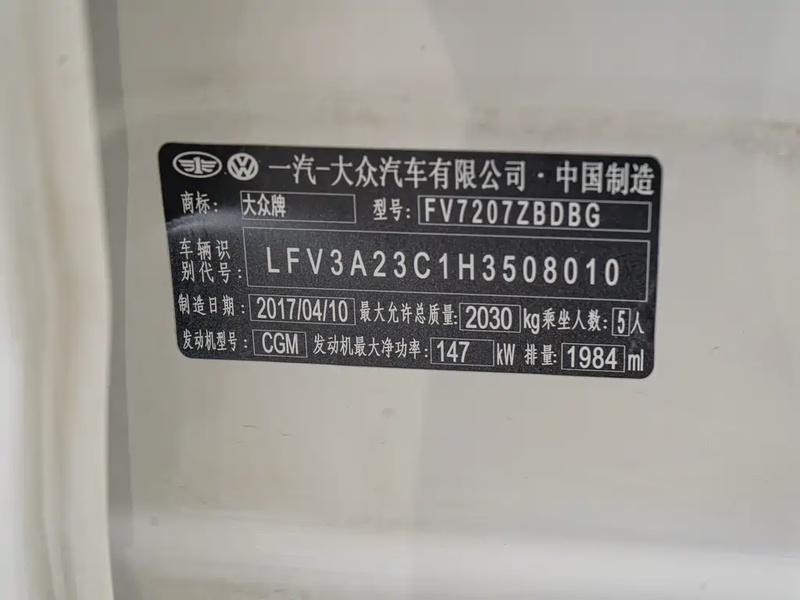 一汽-大众汽车有限公司·中国制造
商标: 大众牌 型号: FV7207ZBDBG
车辆识别代号: LFV3A23C1H3508010
制造日期: 2017/04/10 最大允许总质量: 2030 kg 乘坐人数: 5 人
发动机型号: CGM 发动机最大净功率: 147 kW 排量: 1984 ml